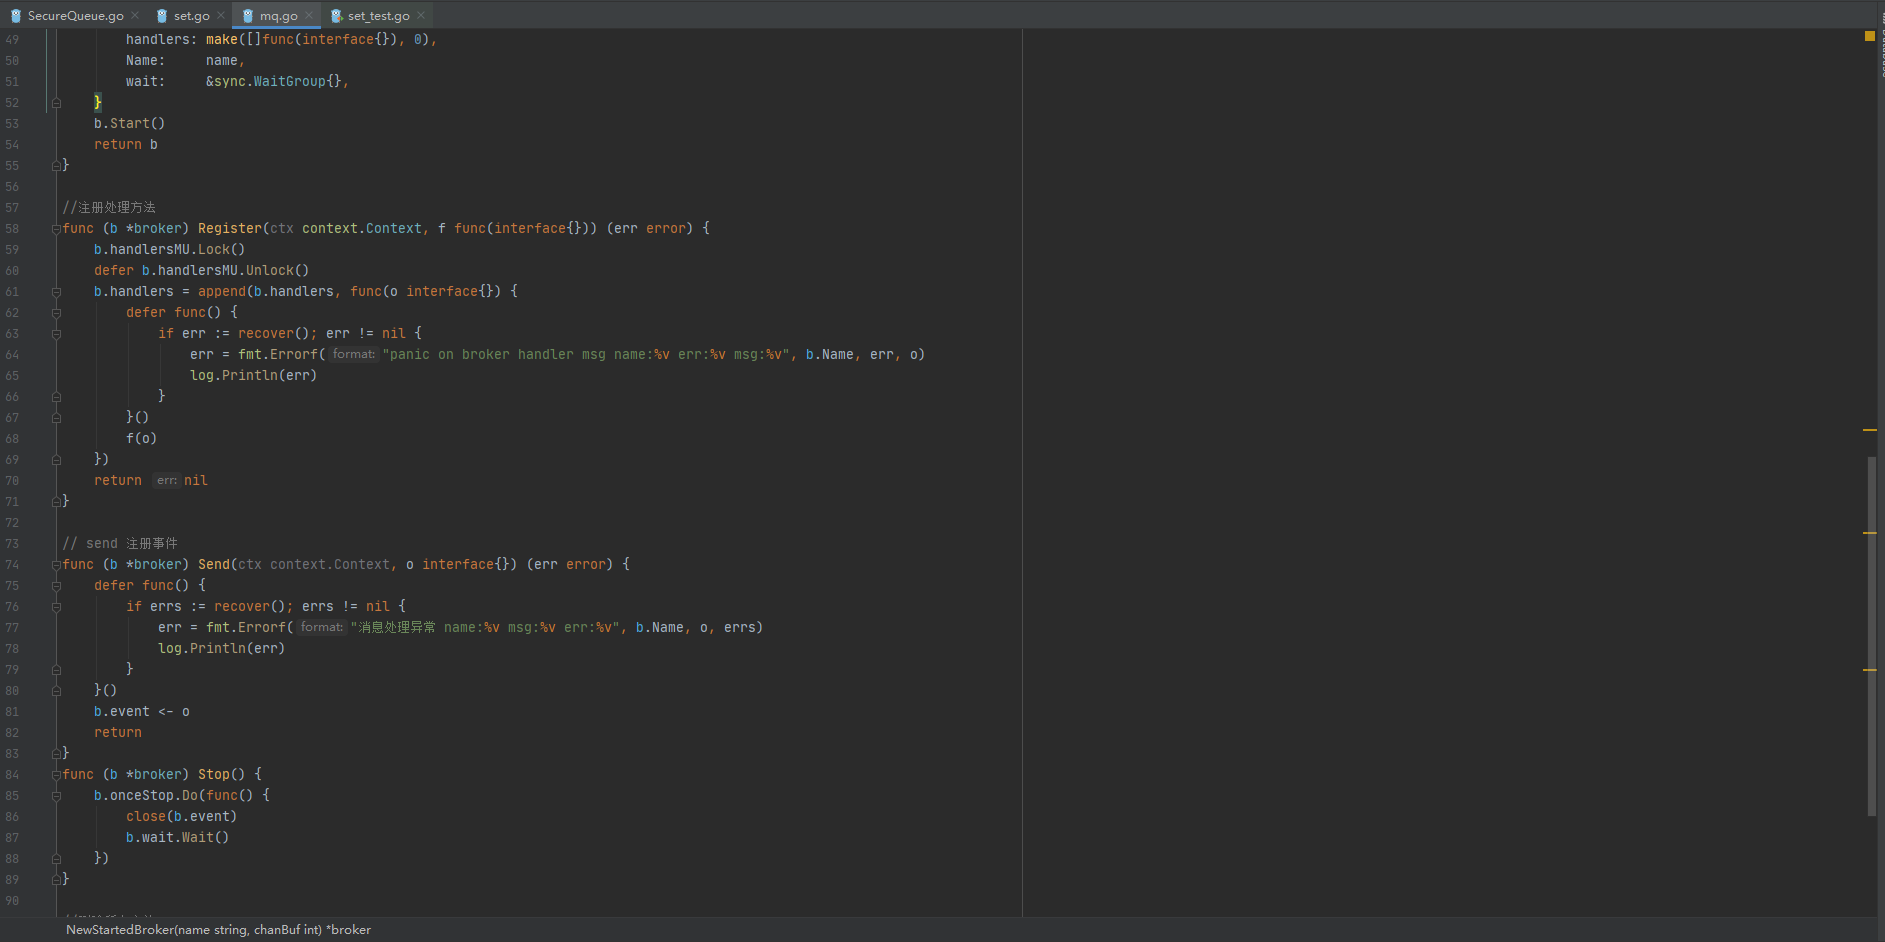 SecureQueue.go × set.go × mq.go × set_test.go ×
49 handlers: make([]func(interface{}), 0),
50 Name: name,
51 wait: &sync.WaitGroup{},
52 }
53 b.Start()
54 return b
55 }
56
57 //注册处理方法
58 func (b *broker) Register(ctx context.Context, f func(interface{})) (err error) {
59 b.handlersMU.Lock()
60 defer b.handlersMU.Unlock()
61 b.handlers = append(b.handlers, func(o interface{}) {
62 defer func() {
63 if err := recover(); err != nil {
64 err = fmt.Errorf( format: "panic on broker handler msg name:%v err:%v msg:%v", b.Name, err, o)
65 log.Println(err)
66 }
67 }()
68 f(o)
69 })
70 return err: nil
71 }
72
73 // send 注册事件
74 func (b *broker) Send(ctx context.Context, o interface{}) (err error) {
75 defer func() {
76 if errs := recover(); errs != nil {
77 err = fmt.Errorf( format: "消息处理异常 name:%v msg:%v err:%v", b.Name, o, errs)
78 log.Println(err)
79 }
80 }()
81 b.event <- o
82 return
83 }
84 func (b *broker) Stop() {
85 b.onceStop.Do(func() {
86 close(b.event)
87 b.wait.Wait()
88 })
89 }
90
NewStartedBroker(name string, chanBuf int) *broker